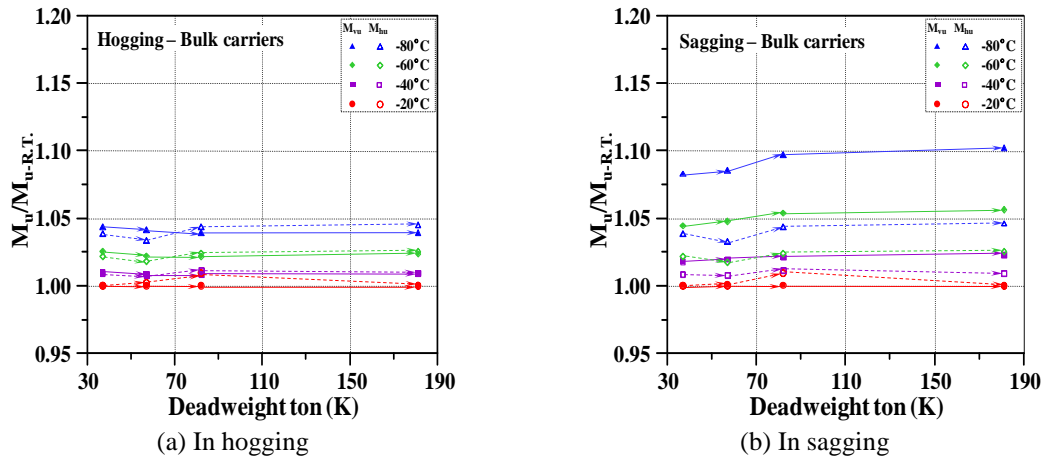 1.20
1.15
1.10
1.05
1.00
0.95
Mu/Mu-R.T.
Hogging – Bulk carriers
Mvu Mhu
-80°C
-60°C
-40°C
-20°C
30 70 110 150 190
Deadweight ton (K)
(a) In hogging
1.20
1.15
1.10
1.05
1.00
0.95
Mu/Mu-R.T.
Sagging – Bulk carriers
Mvu Mhu
-80°C
-60°C
-40°C
-20°C
30 70 110 150 190
Deadweight ton (K)
(b) In sagging